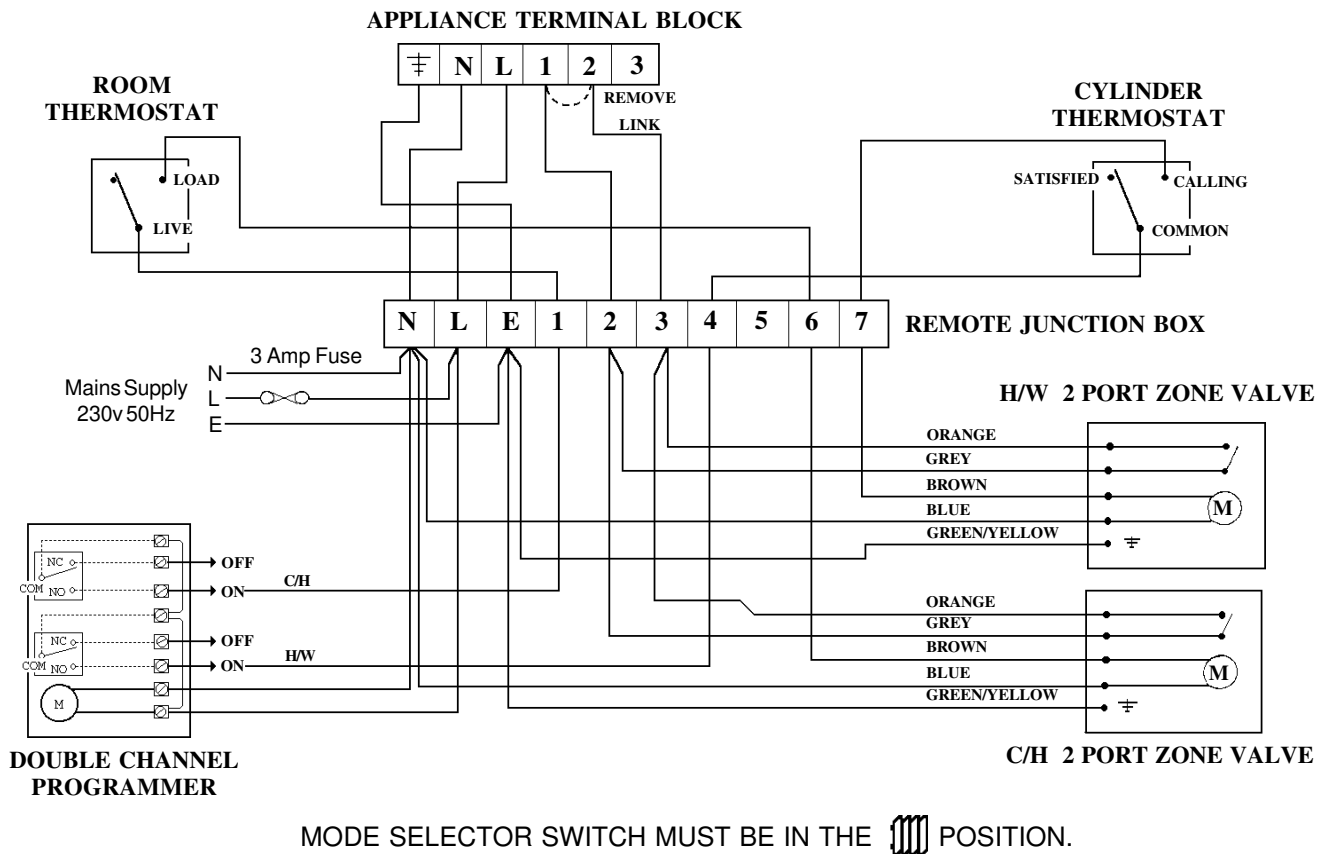 APPLIANCE TERMINAL BLOCK
N L 1 2 3
REMOVE
LINK
ROOM
THERMOSTAT
LOAD
LIVE
CYLINDER
THERMOSTAT
SATISFIED
CALLING
COMMON
N L E 1 2 3 4 5 6 7
REMOTE JUNCTION BOX
3 Amp Fuse
Mains Supply
230v 50Hz
N
L
E
H/W 2 PORT ZONE VALVE
ORANGE
GREY
BROWN
BLUE
GREEN/YELLOW
M
NC
COM
NO
OFF
ON
C/H
NC
COM
NO
OFF
ON
H/W
M
DOUBLE CHANNEL
PROGRAMMER
ORANGE
GREY
BROWN
BLUE
GREEN/YELLOW
M
C/H 2 PORT ZONE VALVE
MODE SELECTOR SWITCH MUST BE IN THE POSITION.